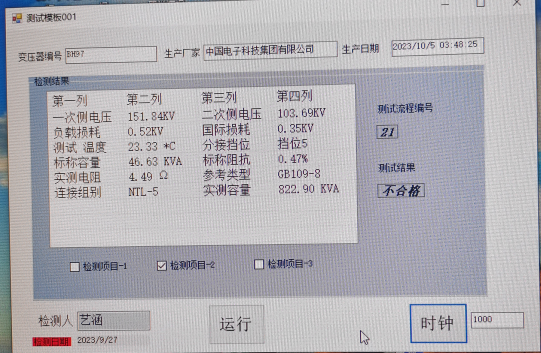 测试模板001
变压器编号 BH97 生产厂家 中国电子科技集团有限公司 生产日期 2023/10/5 03:48:25
检测结果
第一列 第二列 第三列 第四列
一次侧电压 151.84KV 二次侧电压 103.69KV
负载损耗 0.52KV 国际损耗 0.35KV
测试 温度 23.33 *C 分接挡位 挡位5
标称容量 46.63 KVA 标称阻抗 0.47%
实测电阻 4.49 Ω 参考类型 GB109-8
连接组别 NTL-5 实测容量 822.90 KVA
测试流程编号
21
测试结果
不合格
检测项目-1 检测项目-2 检测项目-3
检测人 艺涵 运行 时钟 1000
检测日期 2023/9/27